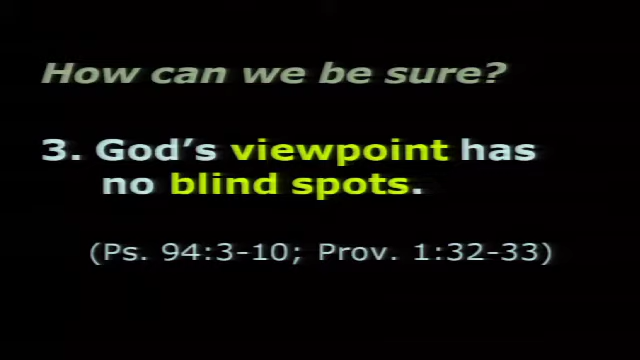 How can we be sure?
3. God's viewpoint has
no blind spots.
(Ps. 94:3-10; Prov. 1:32-33)